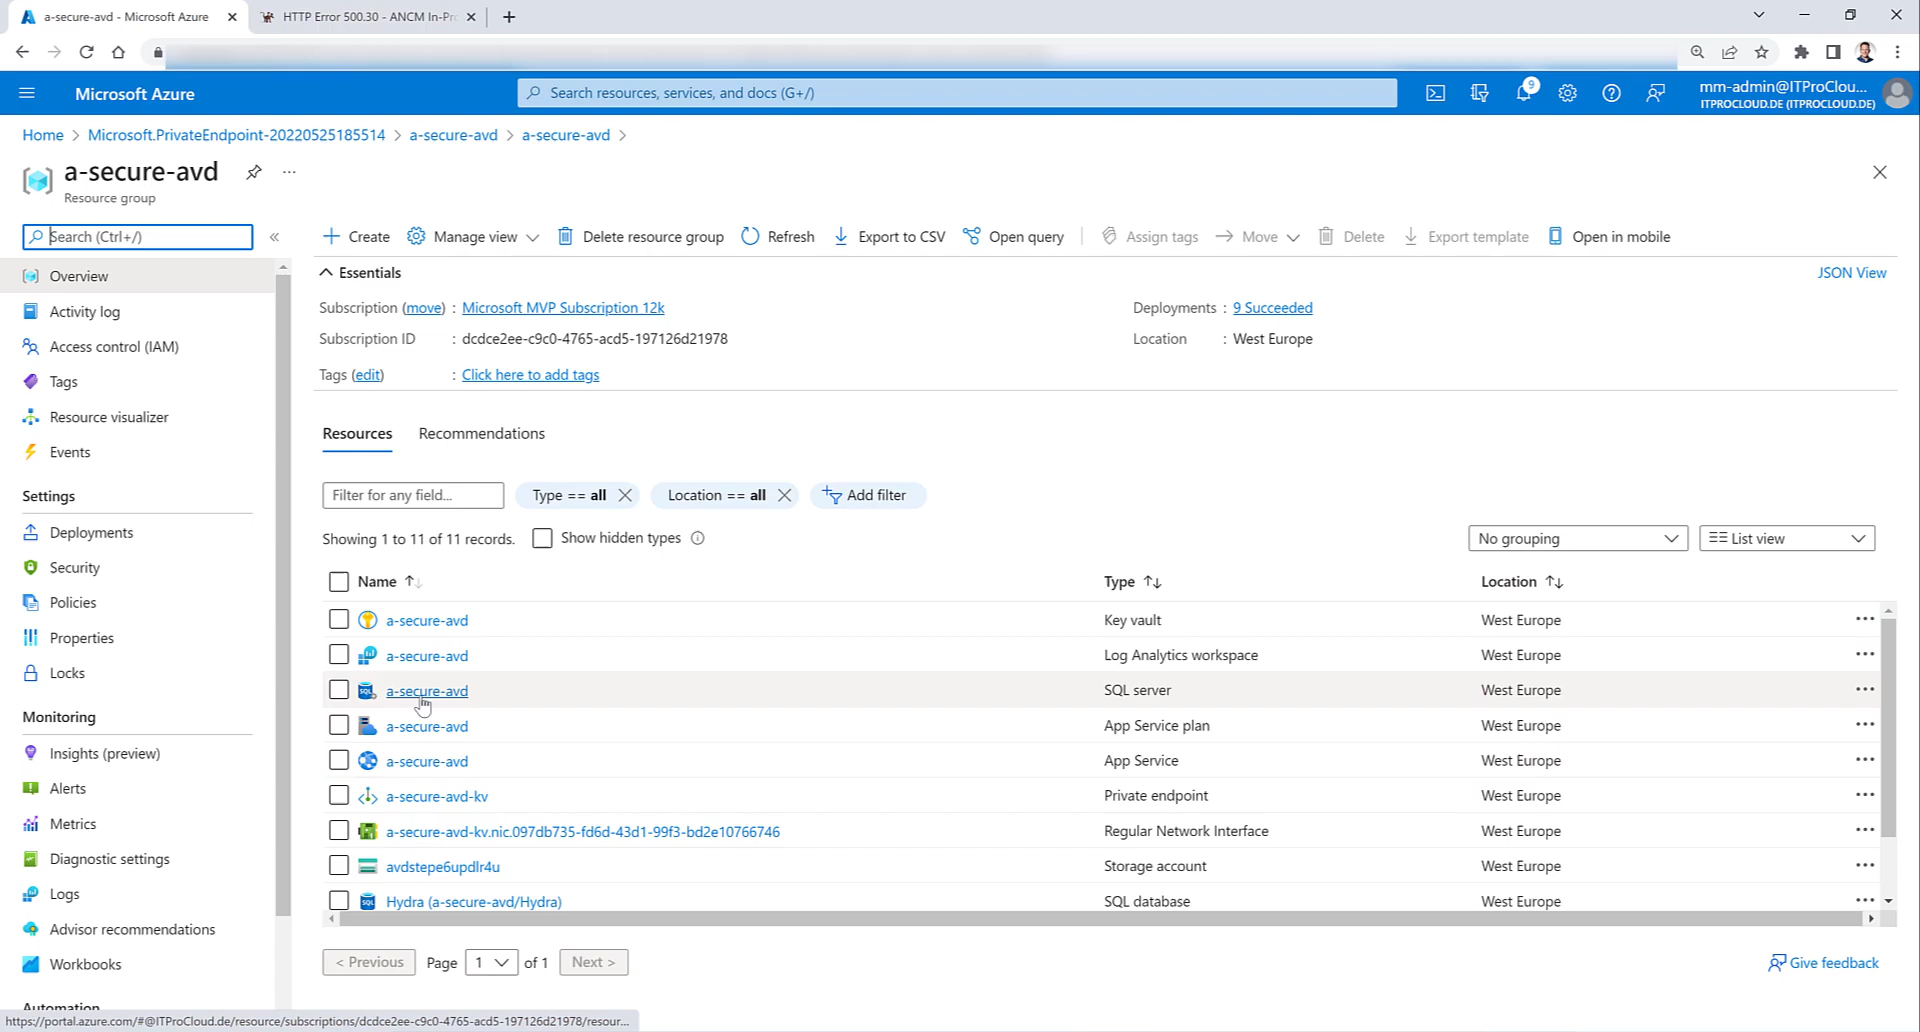 a-secure-avd - Microsoft Azure
HTTP Error 500.30 - ANCM In-Pro
Microsoft Azure
Search resources, services, and docs (G+/)
9
mm-admin@ITProClou...
ITPROCLOUD.DE (ITPROCLOUD.DE)
Home > Microsoft.PrivateEndpoint-20220525185514 > a-secure-avd > a-secure-avd >
a-secure-avd
...
Resource group
Search (Ctrl+/)
«
Create
Manage view
Delete resource group
Refresh
Export to CSV
Open query
Assign tags
Move
Delete
Export template
Open in mobile
Overview
Activity log
Access control (IAM)
Tags
Resource visualizer
Events
Settings
Deployments
Security
Policies
Properties
Locks
Monitoring
Insights (preview)
Alerts
Metrics
Diagnostic settings
Logs
Advisor recommendations
Workbooks
Automation
Essentials
JSON View
Subscription (move) : Microsoft MVP Subscription 12k
Deployments : 9 Succeeded
Subscription ID : dcdce2ee-c9c0-4765-acd5-197126d21978
Location : West Europe
Tags (edit) : Click here to add tags
Resources
Recommendations
Filter for any field...
Type == all
Location == all
Add filter
Showing 1 to 11 of 11 records.
Show hidden types
No grouping
List view
Name
Type
Location
a-secure-avd Key vault West Europe ...
a-secure-avd Log Analytics workspace West Europe ...
SQL a-secure-avd SQL server West Europe ...
a-secure-avd App Service plan West Europe ...
a-secure-avd App Service West Europe ...
a-secure-avd-kv Private endpoint West Europe ...
a-secure-avd-kv.nic.097db735-fd6d-43d1-99f3-bd2e10766746 Regular Network Interface West Europe ...
avdstepe6updlr4u Storage account West Europe ...
SQL Hydra (a-secure-avd/Hydra) SQL database West Europe ...
< Previous
Page 1 of 1
Next >
Give feedback
https://portal.azure.com/#@ITProCloud.de/resource/subscriptions/dcdce2ee-c9c0-4765-acd5-197126d21978/resour...